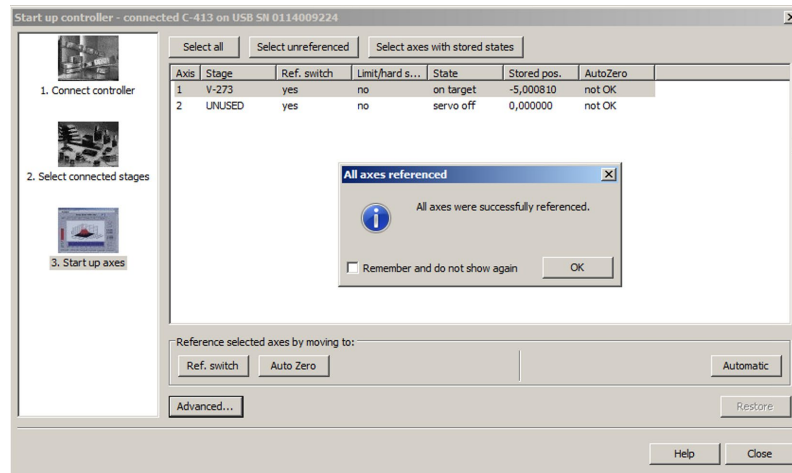 Start up controller - connected C-413 on USB SN 0114009224
1. Connect controller
2. Select connected stages
3. Start up axes
Select all Select unreferenced Select axes with stored states
Axis Stage Ref. switch Limit/hard s... State Stored pos. AutoZero
1 V-273 yes no on target -5,000810 not OK
2 UNUSED yes no servo off 0,000000 not OK
All axes referenced
All axes were successfully referenced.
Remember and do not show again OK
Reference selected axes by moving to:
Ref. switch Auto Zero Automatic
Advanced... Restore
Help Close